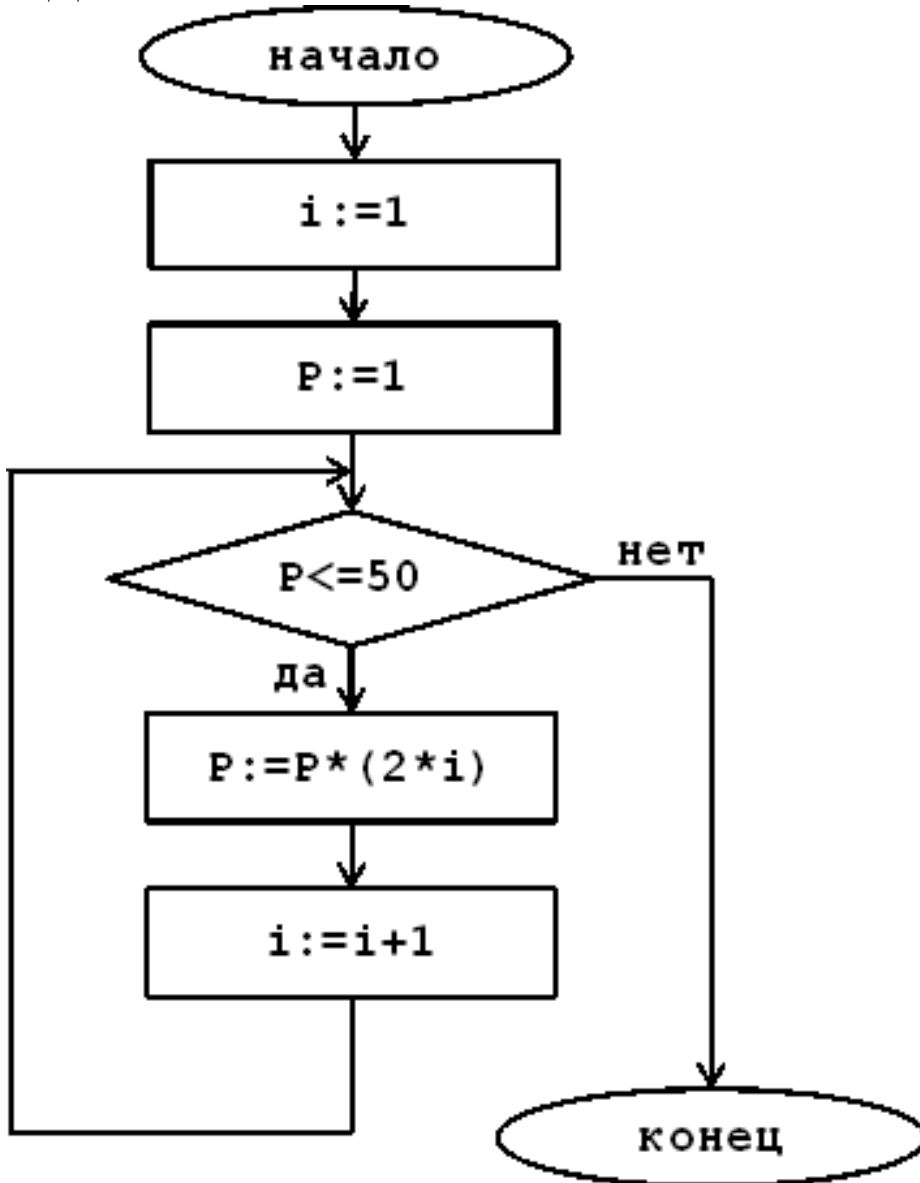 начало
i:=1
P:=1
P<=50
нет
да
P:=P*(2*i)
i:=i+1
конец